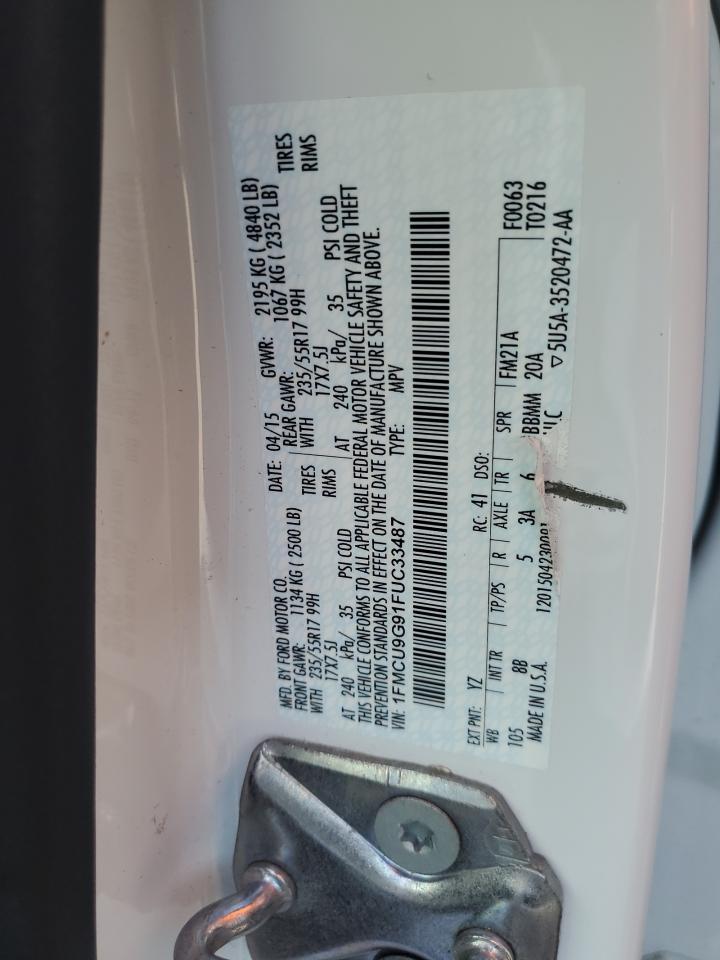 MFD. BY FORD MOTOR CO. DATE: 04/15 GVWR: 2195 KG ( 4840 LB)
FRONT GAWR: 1134 KG ( 2500 LB) REAR GAWR: 1067 KG ( 2352 LB)
WITH 235/55R17 99H TIRES WITH 235/55R17 99H TIRES
17X7.5J RIMS 17X7.5J RIMS
AT 240 kPa/ 35 PSI COLD AT 240 kPa/ 35 PSI COLD
THIS VEHICLE CONFORMS TO ALL APPLICABLE FEDERAL MOTOR VEHICLE SAFETY AND THEFT
PREVENTION STANDARDS IN EFFECT ON THE DATE OF MANUFACTURE SHOWN ABOVE.
VIN: 1FMCU9G91FUC33487 TYPE: MPV
EXT PNT: YZ RC: 41 DSO: F0063
WB INT TR TP/PS R AXLE TR SPR FM21A T0216
105 8B 5 3A 6 BBMM 20A
MADE IN U.S.A. ▽5U5A-3520472-AA